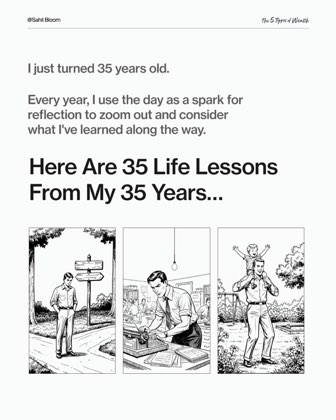 @Sahil Bloom
The 5 Types of Wealth
I just turned 35 years old.
Every year, I use the day as a spark for
reflection to zoom out and consider
what I've learned along the way.
Here Are 35 Life Lessons
From My 35 Years...